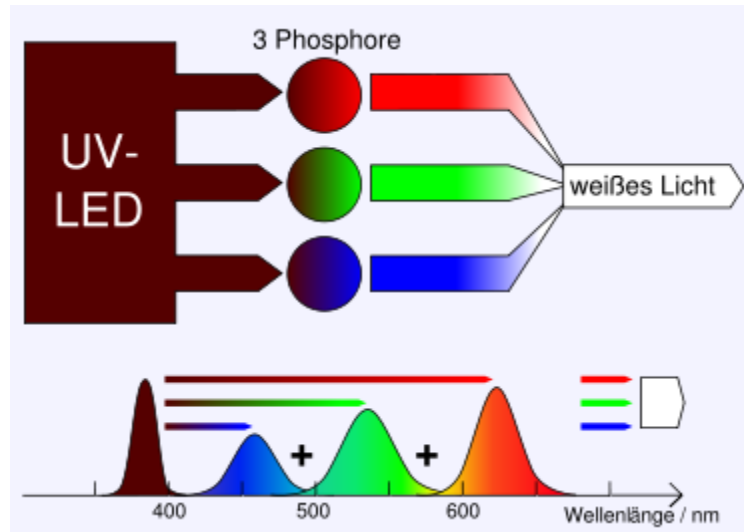 3 Phosphore
UV-
LED
weißes Licht
+ +
400 500 600
Wellenlänge / nm